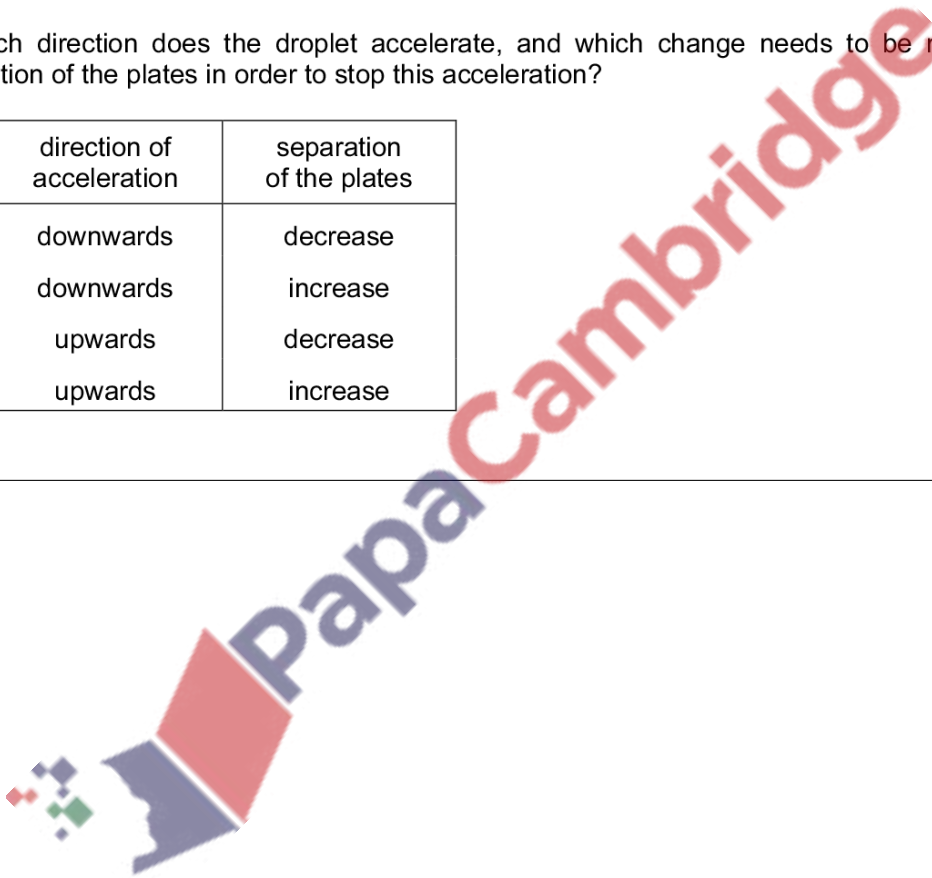 ch direction does the droplet accelerate, and which change needs to be
tion of the plates in order to stop this acceleration?
direction of acceleration
separation of the plates
downwards decrease
downwards increase
upwards decrease
upwards increase
PapaCambridge